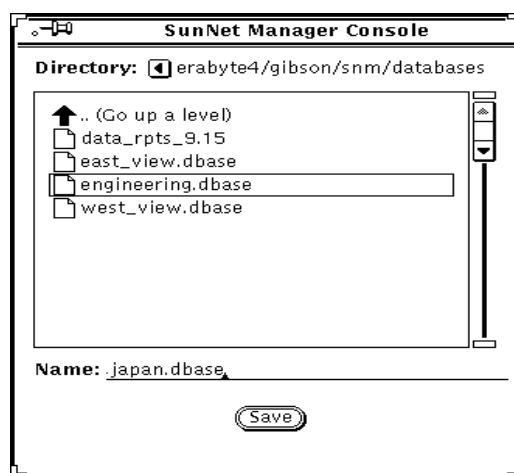 SunNet Manager Console
Directory: erabyte4/gibson/snm/databases
.. (Go up a level)
data_rpts_9.15
east_view.dbase
engineering.dbase
west_view.dbase
Name: japan.dbase
Save